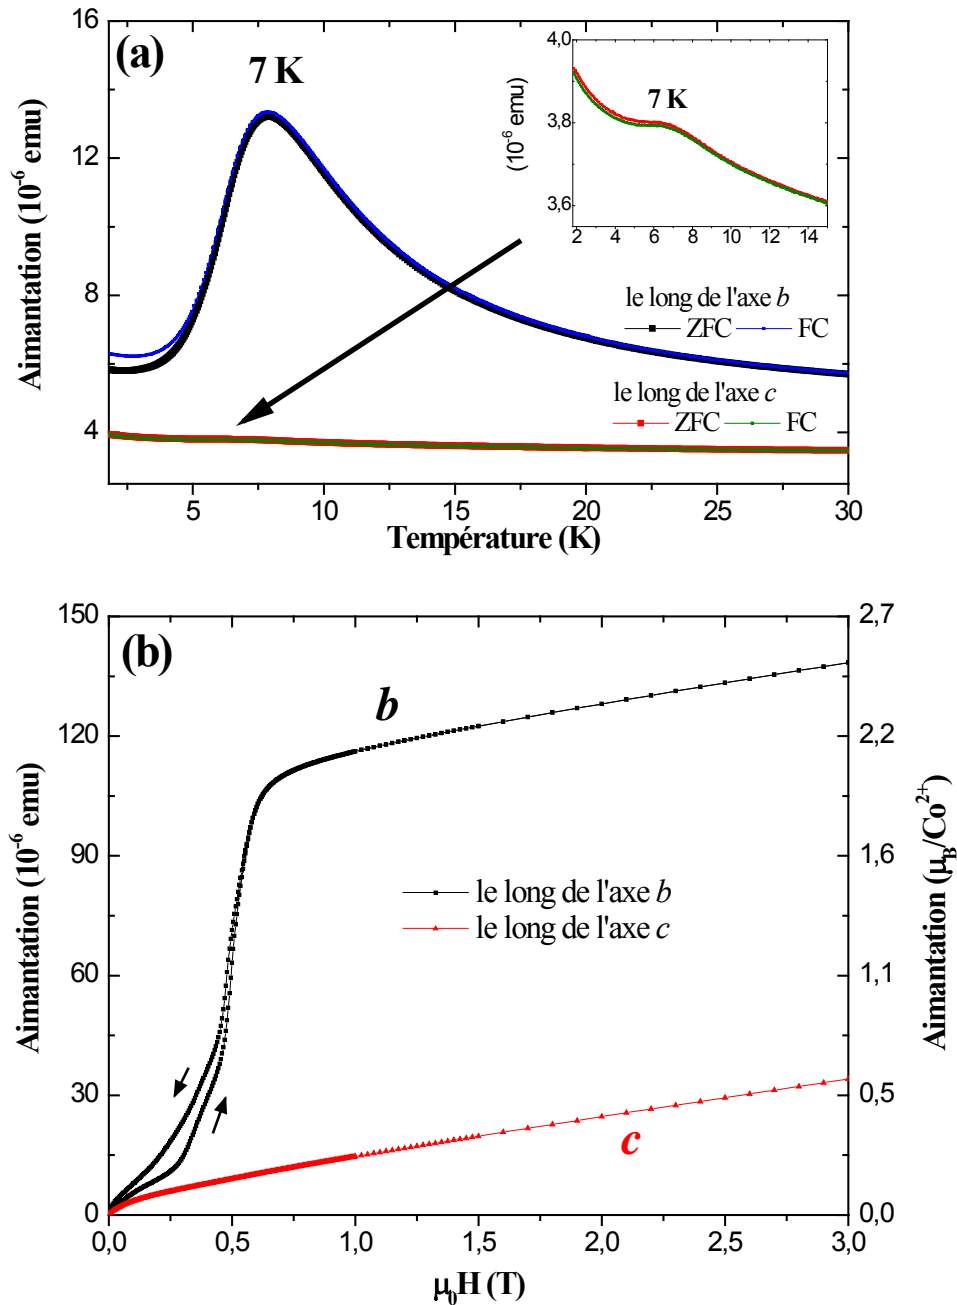 (a)
7 K
Aimantation (10⁻⁶ emu)
16
12
8
4
5 10 15 20 25 30
Température (K)
4,0
3,8
3,6
(10⁻⁶ emu)
7 K
2 4 6 8 10 12 14
le long de l'axe b
ZFC FC
le long de l'axe c
ZFC FC
(b)
b
Aimantation (10⁻⁶ emu)
150
120
90
60
30
0
le long de l'axe b
le long de l'axe c
c
2,7
2,2
1,6
1,1
0,5
0,0
Aimantation (μB/Co²⁺)
0,0 0,5 1,0 1,5 2,0 2,5 3,0
μ₀H (T)